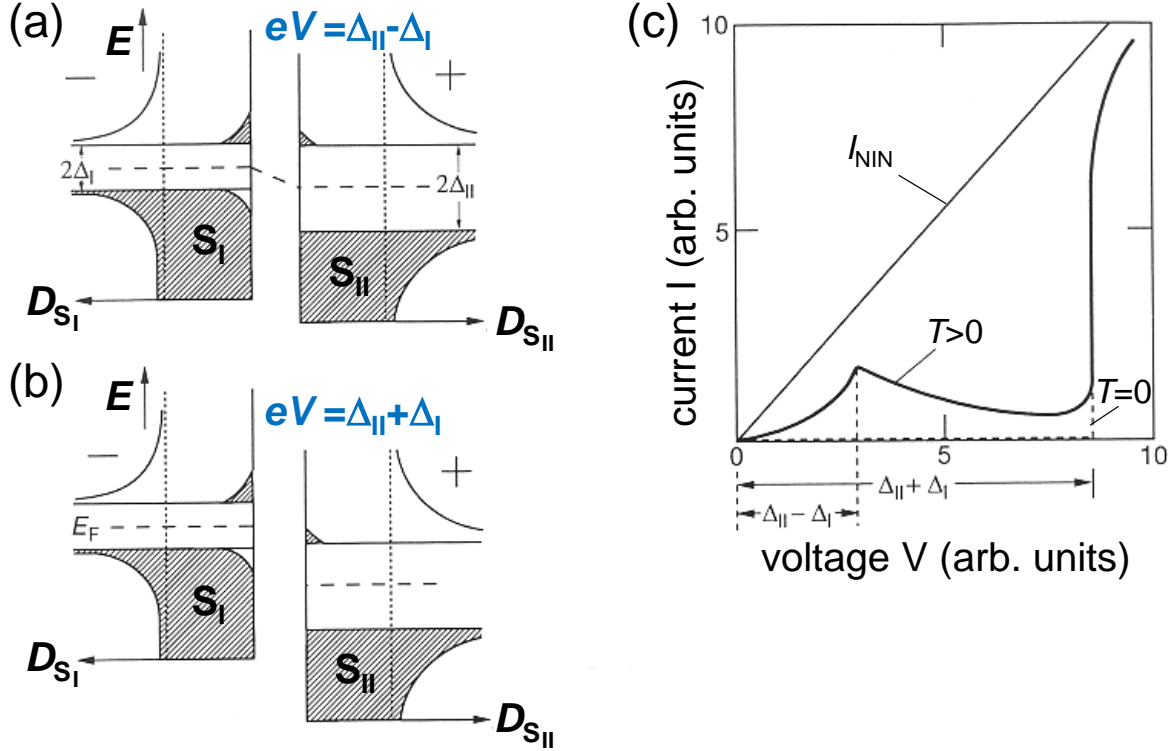 (a)
E
eV = Δ_II - Δ_I
−
+
2Δ_I
2Δ_II
S_I
S_II
D_S_I
D_S_II
(b)
E
eV = Δ_II + Δ_I
−
+
E_F
S_I
S_II
D_S_I
D_S_II
(c)
10
5
0
5
10
current I (arb. units)
I_NIN
T>0
T=0
Δ_II + Δ_I
Δ_II − Δ_I
voltage V (arb. units)